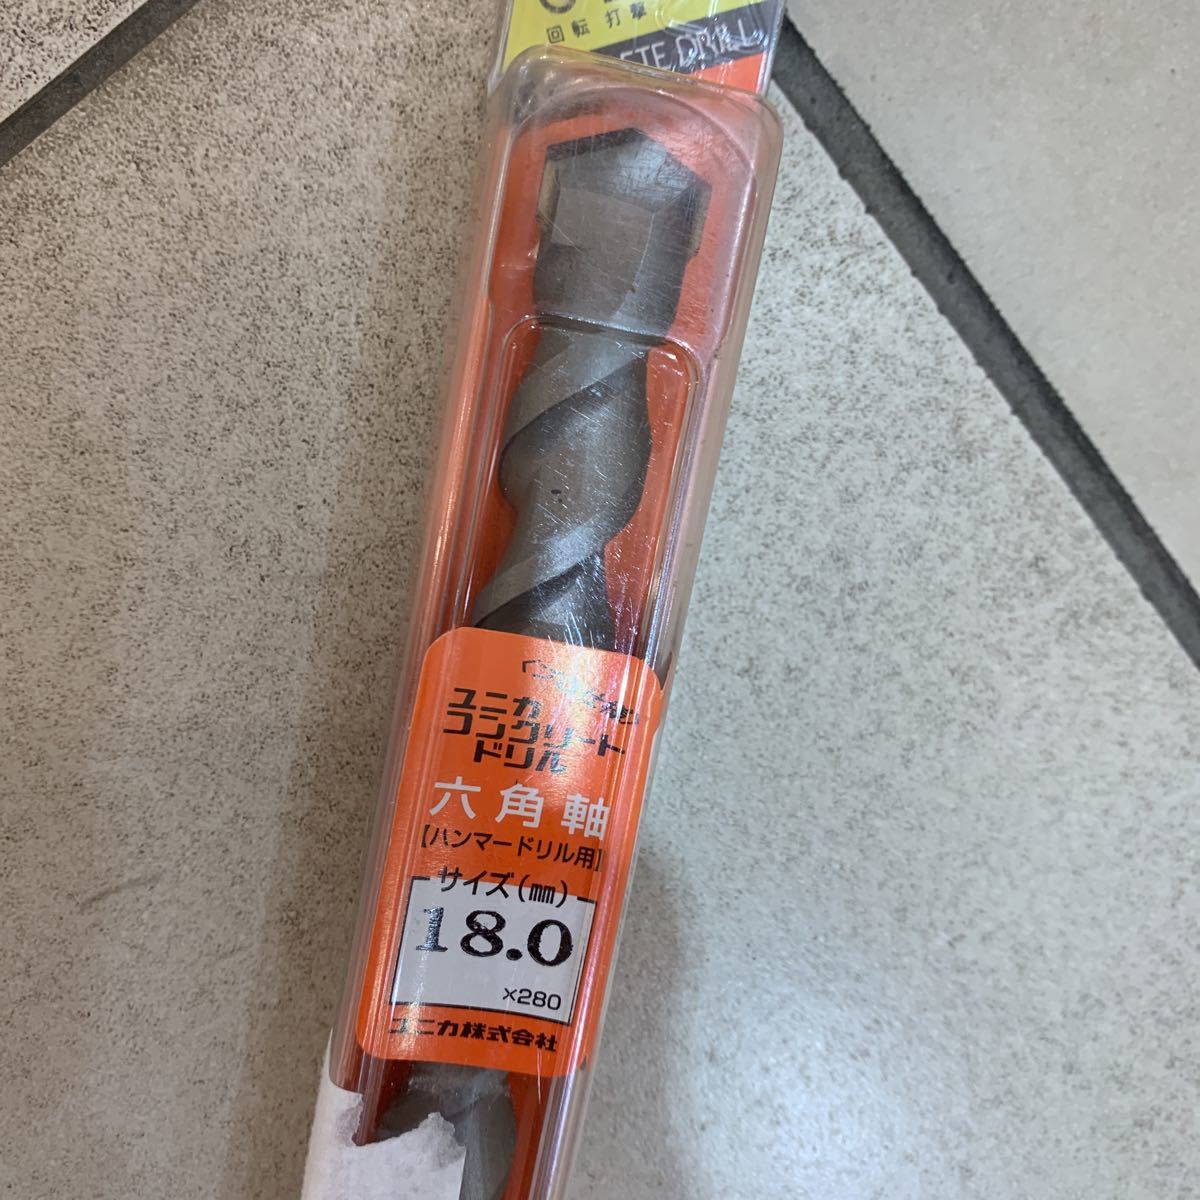 回転 打撃
ETE DRILL
ユニカ
コンクリート
ドリル
六角軸
【ハンマードリル用】
サイズ(mm)
18.0
×280
ユニカ株式会社